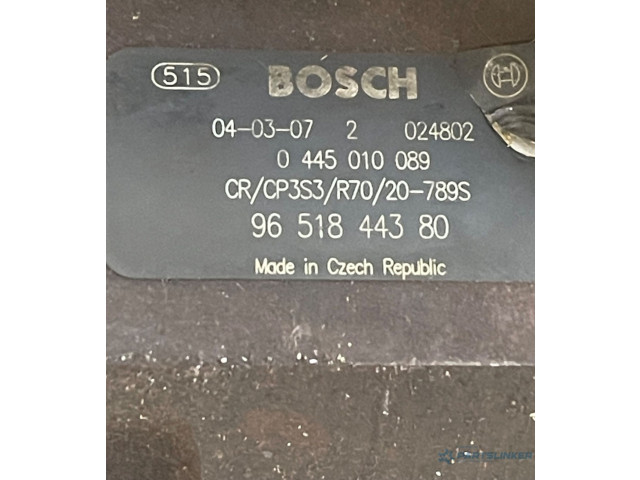 515 BOSCH
04-03-07 2 024802
0 445 010 089
CR/CP3S3/R70/20-789S
96 518 443 80
Made in Czech Republic
PARTSLINKER